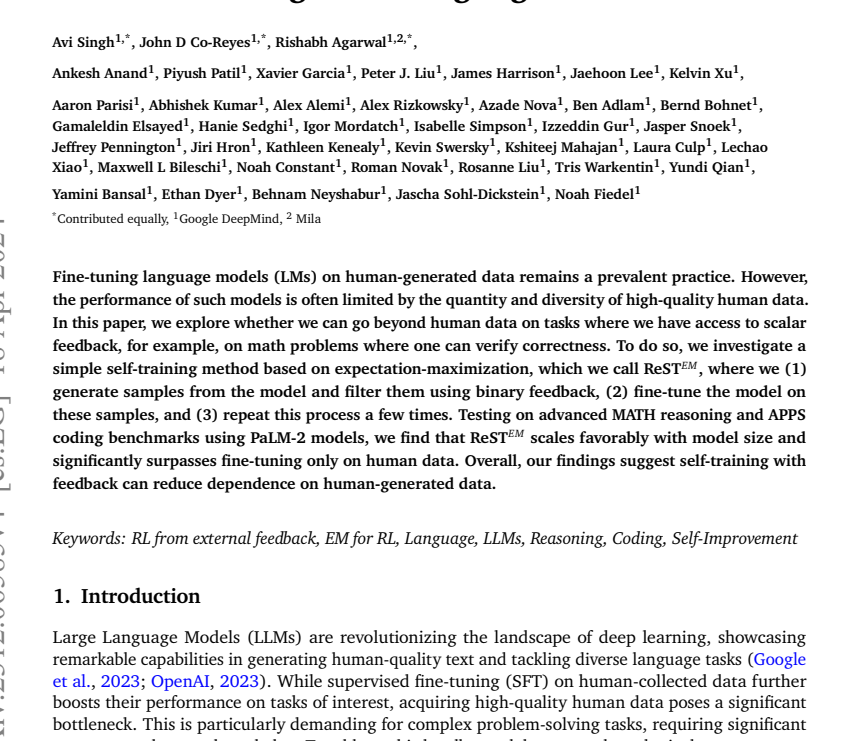 Avi Singh1,*, John D Co-Reyes1,*, Rishabh Agarwal1,2,*,
Ankesh Anand1, Piyush Patil1, Xavier Garcia1, Peter J. Liu1, James Harrison1, Jaehoon Lee1, Kelvin Xu1,
Aaron Parisi1, Abhishek Kumar1, Alex Alemi1, Alex Rizkowsky1, Azade Nova1, Ben Adlam1, Bernd Bohnet1,
Gamaleldin Elsayed1, Hanie Sedghi1, Igor Mordatch1, Isabelle Simpson1, Izzeddin Gur1, Jasper Snoek1,
Jeffrey Pennington1, Jiri Hron1, Kathleen Kenealy1, Kevin Swersky1, Kshiteej Mahajan1, Laura Culp1, Lechao
Xiao1, Maxwell L Bileschi1, Noah Constant1, Roman Novak1, Rosanne Liu1, Tris Warkentin1, Yundi Qian1,
Yamini Bansal1, Ethan Dyer1, Behnam Neyshabur1, Jascha Sohl-Dickstein1, Noah Fiedel1
*Contributed equally, 1Google DeepMind, 2 Mila
Fine-tuning language models (LMs) on human-generated data remains a prevalent practice. However,
the performance of such models is often limited by the quantity and diversity of high-quality human data.
In this paper, we explore whether we can go beyond human data on tasks where we have access to scalar
feedback, for example, on math problems where one can verify correctness. To do so, we investigate a
simple self-training method based on expectation-maximization, which we call ReSTEM, where we (1)
generate samples from the model and filter them using binary feedback, (2) fine-tune the model on
these samples, and (3) repeat this process a few times. Testing on advanced MATH reasoning and APPS
coding benchmarks using PaLM-2 models, we find that ReSTEM scales favorably with model size and
significantly surpasses fine-tuning only on human data. Overall, our findings suggest self-training with
feedback can reduce dependence on human-generated data.
Keywords: RL from external feedback, EM for RL, Language, LLMs, Reasoning, Coding, Self-Improvement
1. Introduction
Large Language Models (LLMs) are revolutionizing the landscape of deep learning, showcasing
remarkable capabilities in generating human-quality text and tackling diverse language tasks (Google
et al., 2023; OpenAI, 2023). While supervised fine-tuning (SFT) on human-collected data further
boosts their performance on tasks of interest, acquiring high-quality human data poses a significant
bottleneck. This is particularly demanding for complex problem-solving tasks, requiring significant